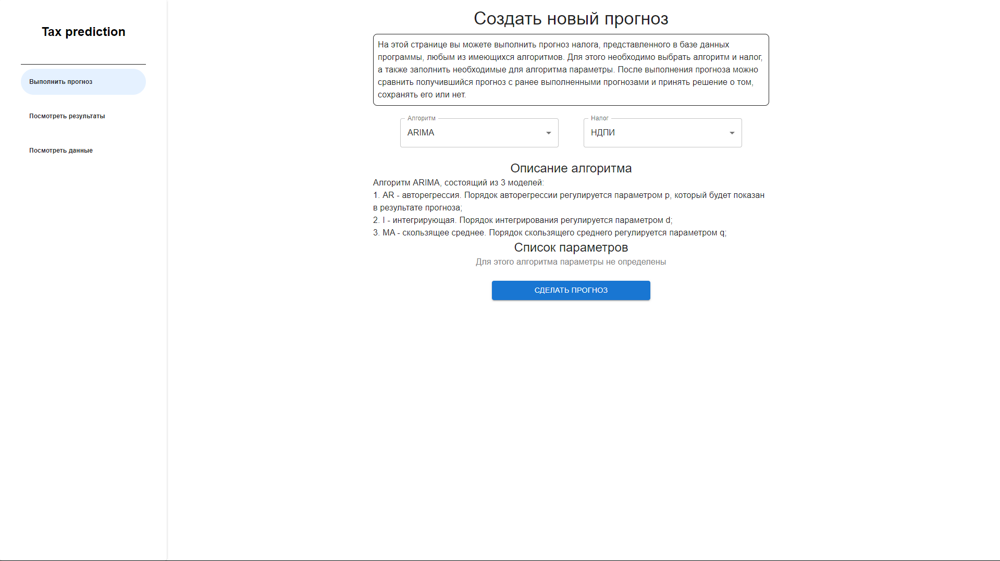 Tax prediction
Выполнить прогноз
Посмотреть результаты
Посмотреть данные
Создать новый прогноз
На этой странице вы можете выполнить прогноз налога, представленного в базе данных
программы, любым из имеющихся алгоритмов. Для этого необходимо выбрать алгоритм и налог,
а также заполнить необходимые для алгоритма параметры. После выполнения прогноза можно
сравнить получившийся прогноз с ранее выполненными прогнозами и принять решение о том,
сохранять его или нет.
Алгоритм
ARIMA
Налог
НДПИ
Описание алгоритма
Алгоритм ARIMA, состоящий из 3 моделей:
1. AR - авторегрессия. Порядок авторегрессии регулируется параметром p, который будет показан
в результате прогноза;
2. I - интегрирующая. Порядок интегрирования регулируется параметром d;
3. MA - скользящее среднее. Порядок скользящего среднего регулируется параметром q;
Список параметров
Для этого алгоритма параметры не определены
СДЕЛАТЬ ПРОГНОЗ